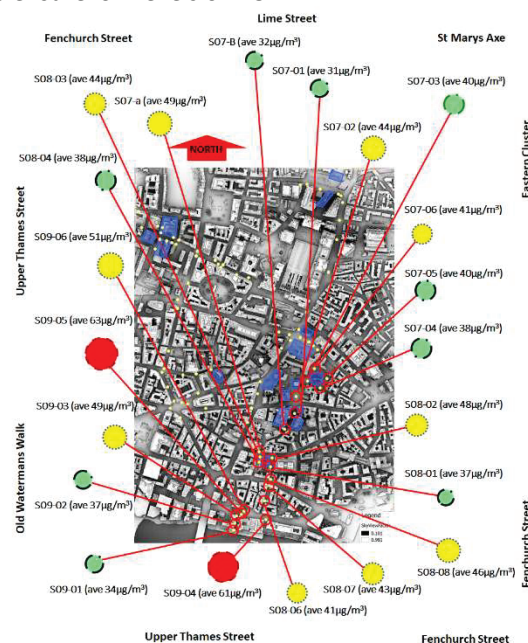 Lime Street
Fenchurch Street
St Marys Axe
S07-B (ave 32µg/m³)
S08-03
(ave 44µg/m³)
S07-01 (ave 31µg/m³)
S07-03 (ave 40µg/m³)
S07-a (ave 49µg/m³)
S07-02 (ave 44µg/m³)
NORTH
Eastern Cluster
S08-04 (ave 38µg/m³)
S07-06 (ave 41µg/m³)
Upper Thames Street
S09-06
(ave 51µg/m³)
S07-05
(ave 40µg/m³)
S09-05
(ave 63µg/m³)
S07-04
(ave 38µg/m³)
S09-03
(ave 49µg/m³)
S08-02
(ave 48µg/m³)
Old Watermans Walk
S08-01
(ave 37µg/m³)
S09-02
(ave 37µg/m³)
Legend
0.981
Fenchurch Street
S09-01 (ave 34µg/m³)
S09-04 (ave 61µg/m³)
S08-07 (ave 43µg/m³)
S08-08 (ave 46µg/m³)
S08-06 (ave 41µg/m³)
Upper Thames Street
Fenchurch Street